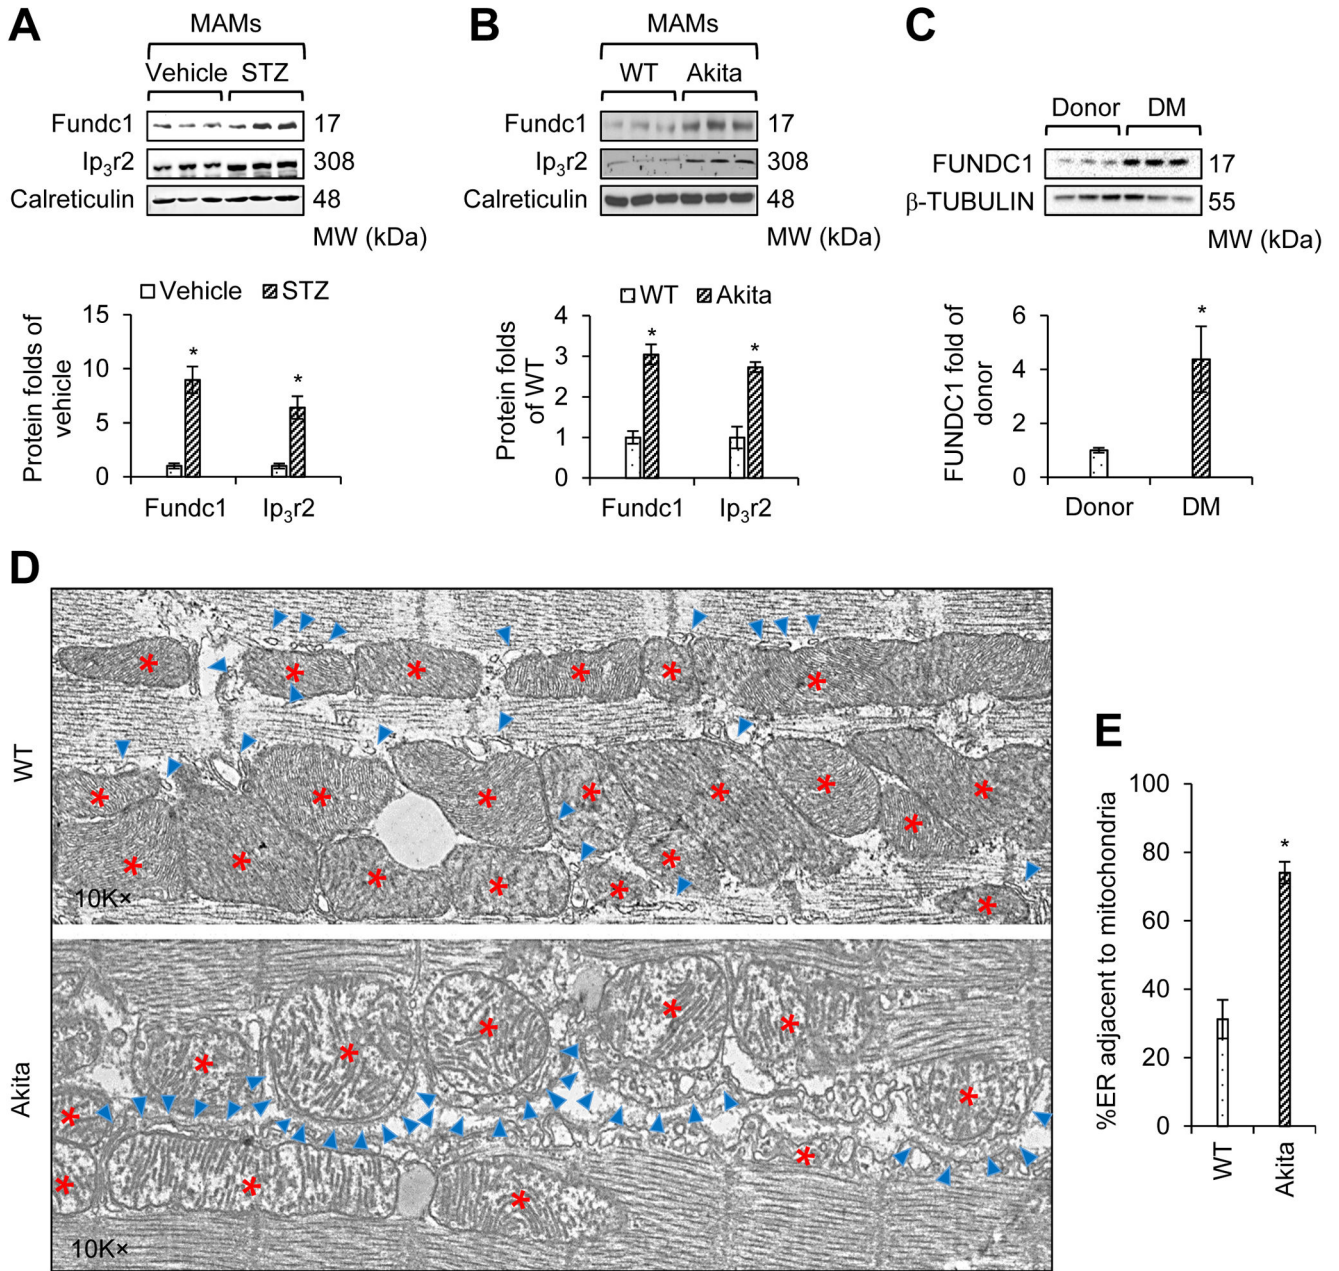 A
MAMs
Vehicle STZ
Fundc1 17
Ip₃r2 308
Calreticulin 48
MW (kDa)
Vehicle STZ
Protein folds of
vehicle
15
10
5
0
* *
Fundc1 Ip₃r2
B
MAMs
WT Akita
Fundc1 17
Ip₃r2 308
Calreticulin 48
MW (kDa)
WT Akita
Protein folds
of WT
4
3
2
1
0
* *
Fundc1 Ip₃r2
C
Donor DM
FUNDC1 17
β-TUBULIN 55
MW (kDa)
FUNDC1 fold of
donor
6
4
2
0
*
Donor DM
D
WT
10K×
Akita
10K×
E
%ER adjacent to mitochondria
100
80
60
40
20
0
*
WT Akita